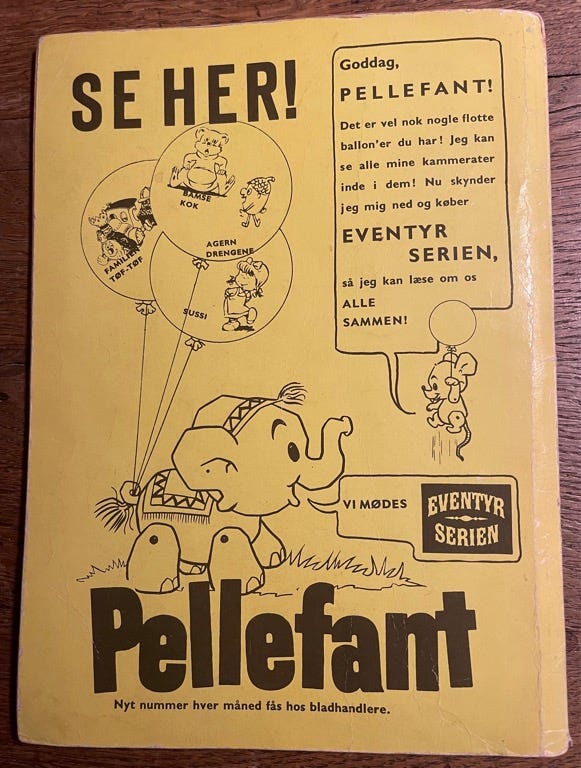 SE HER!
Goddag,
PELLEFANT!
Det er vel nok nogle flotte
ballon'er du har! Jeg kan
se alle mine kammerater
inde i dem! Nu skynder
jeg mig ned og køber
EVENTYR
SERIEN,
så jeg kan læse om os
ALLE
SAMMEN!
BAMSE
KOK
AGERN
DRENGENE
FAMILIEN
TØF-TØF
SUSSI
VI MØDES
EVENTYR
SERIEN
Pellefant
Nyt nummer hver måned fås hos bladhandlere.